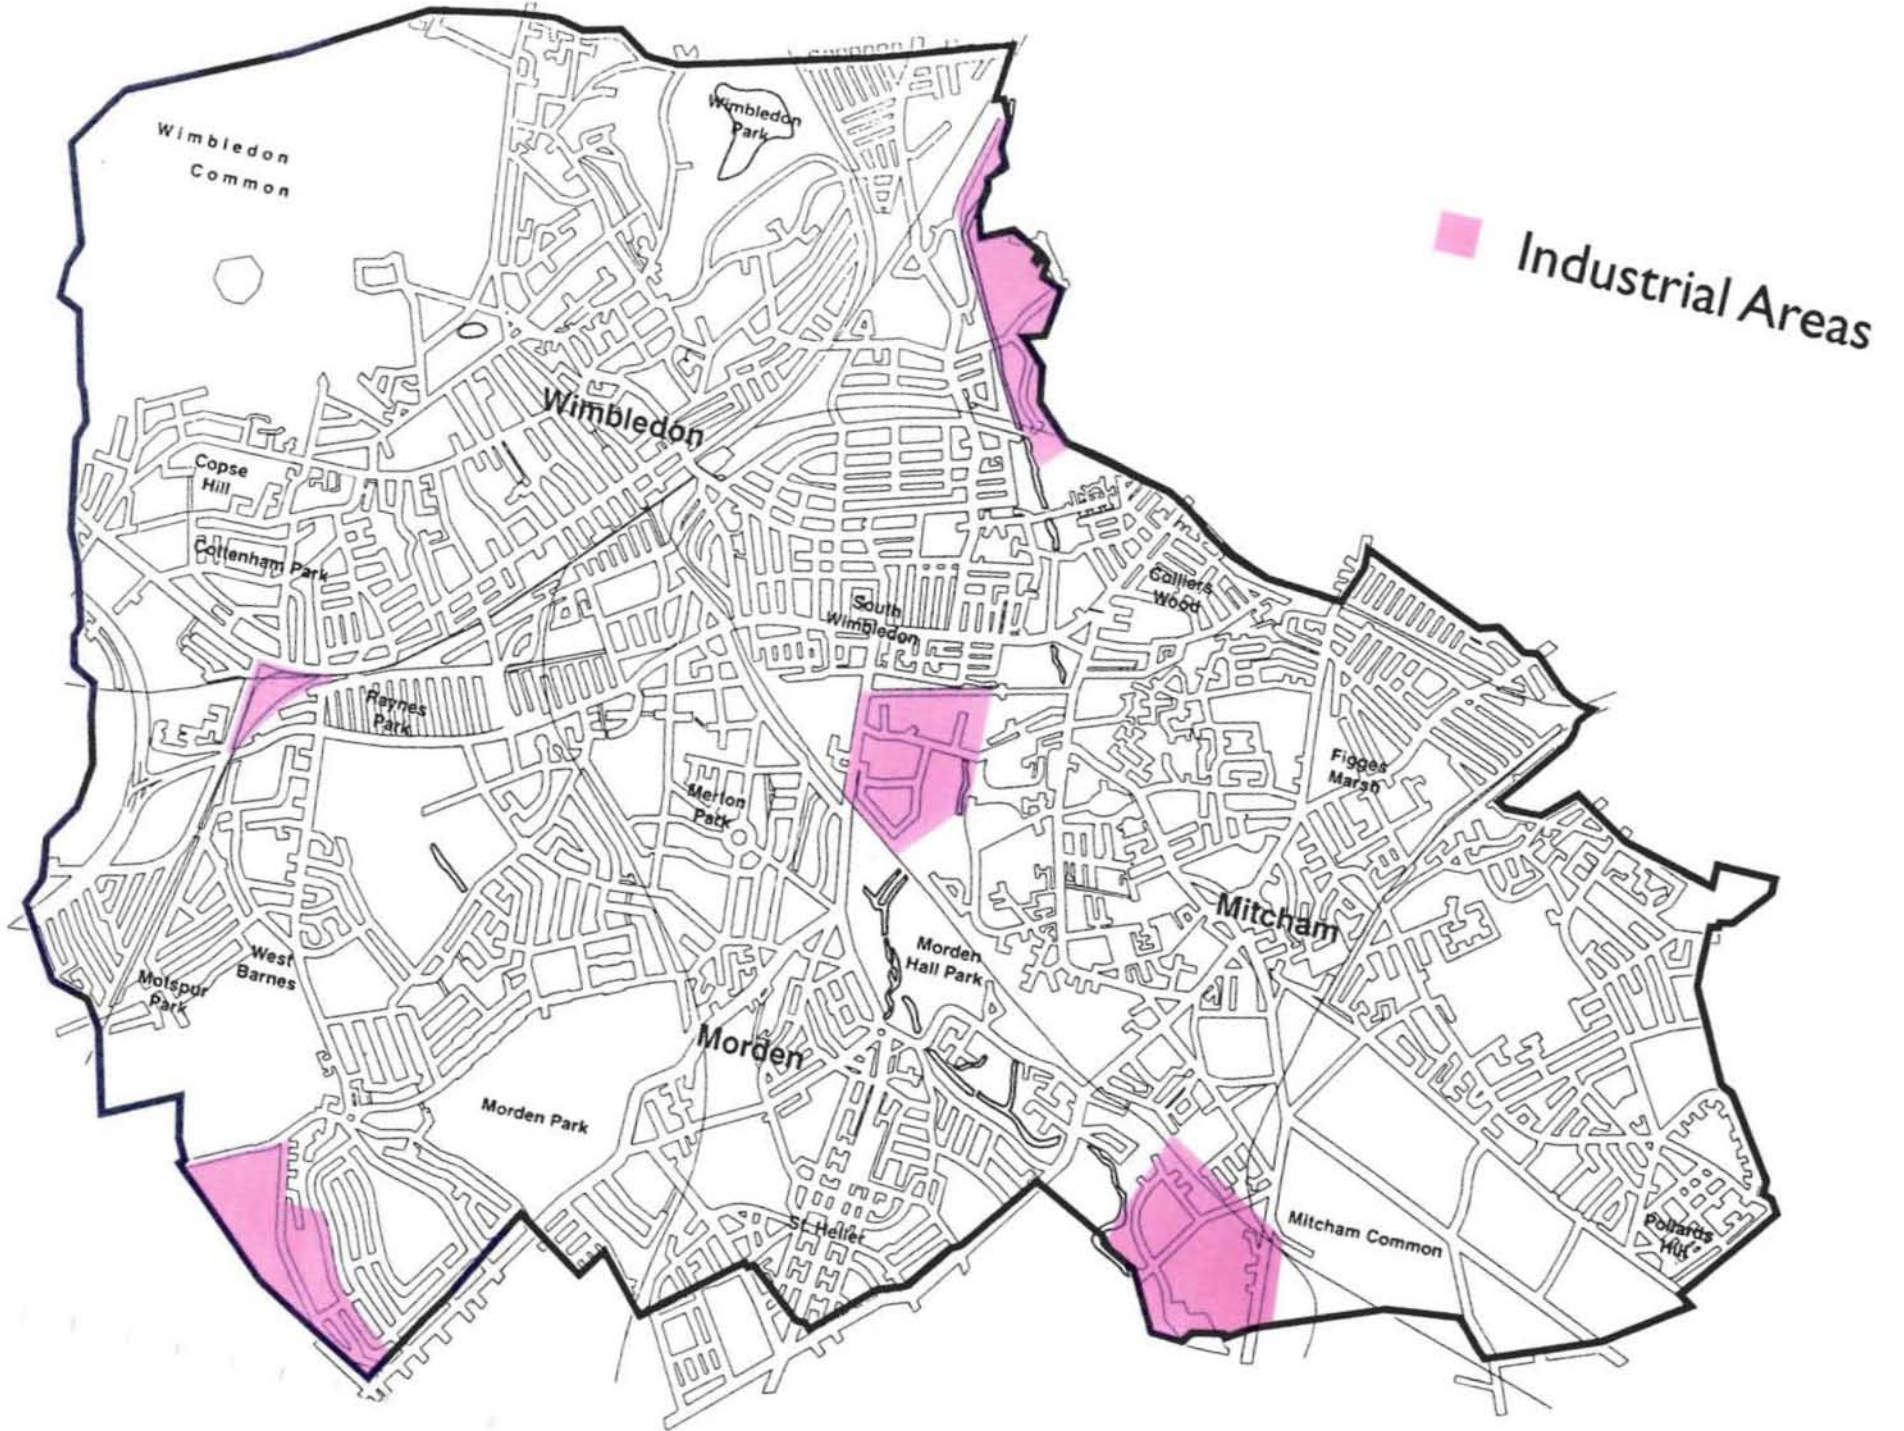 Wimbledon
Park
Wimbledon
Common
Industrial Areas
Wimbledon
Copse
Hill
Cottenham Park
Colliers
Wood
South
Wimbledon
Raynes
Park
Figges
Marsh
Merton
Park
Mitcham
Morden
Hall Park
West
Barnes
Motspur
Park
Morden
Morden Park
St. Helier
Mitcham Common
Pollards
Hill